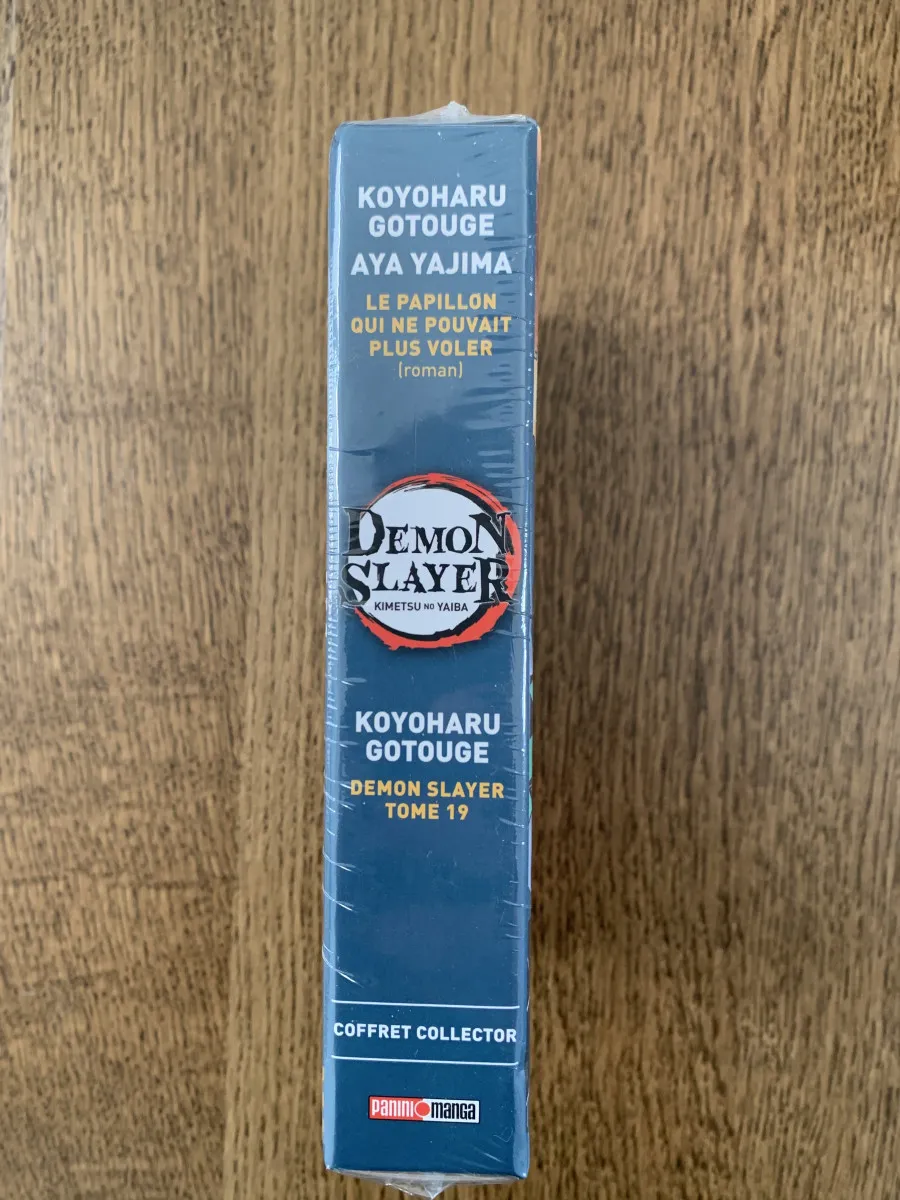 KOYOHARU
GOTOUGE
AYA YAJIMA
LE PAPILLON
QUI NE POUVAIT
PLUS VOLER
(roman)
DEMON
SLAYER
KIMETSU NO YAIBA
KOYOHARU
GOTOUGE
DEMON SLAYER
TOME 19
COFFRET COLLECTOR
PANINI manga